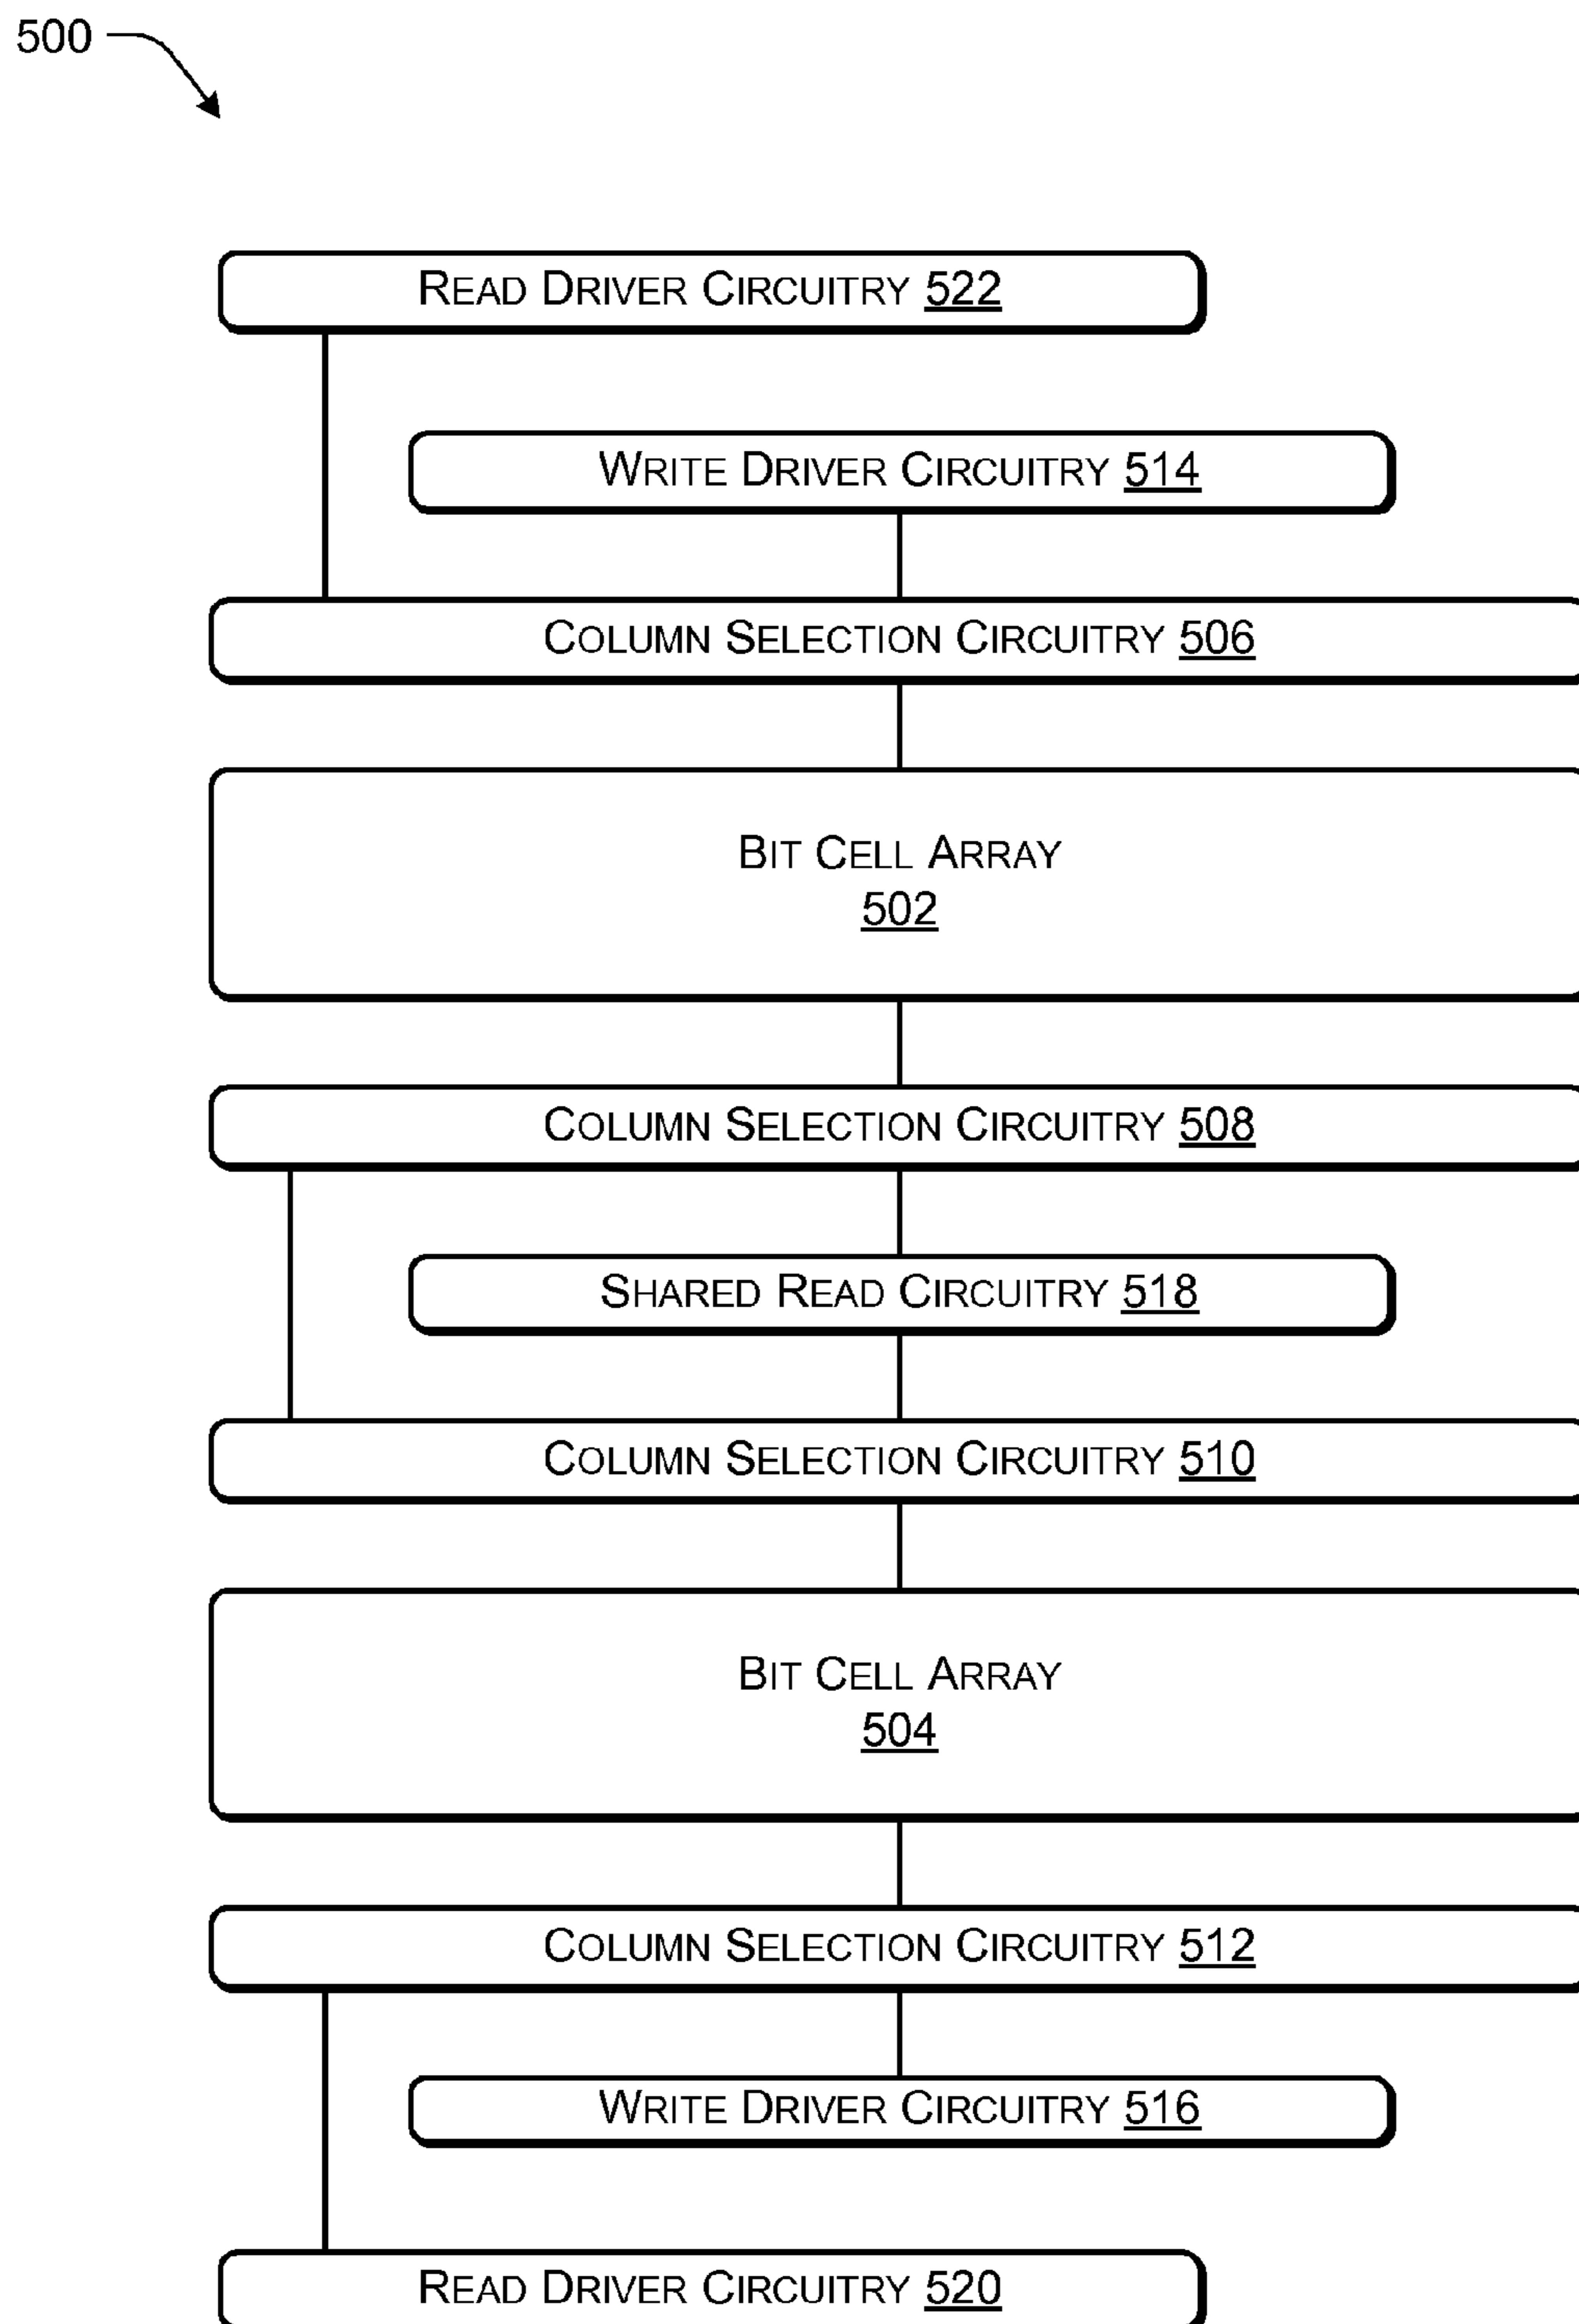 500
READ DRIVER CIRCUITRY 522
WRITE DRIVER CIRCUITRY 514
COLUMN SELECTION CIRCUITRY 506
BIT CELL ARRAY
502
COLUMN SELECTION CIRCUITRY 508
SHARED READ CIRCUITRY 518
COLUMN SELECTION CIRCUITRY 510
BIT CELL ARRAY
504
COLUMN SELECTION CIRCUITRY 512
WRITE DRIVER CIRCUITRY 516
READ DRIVER CIRCUITRY 520